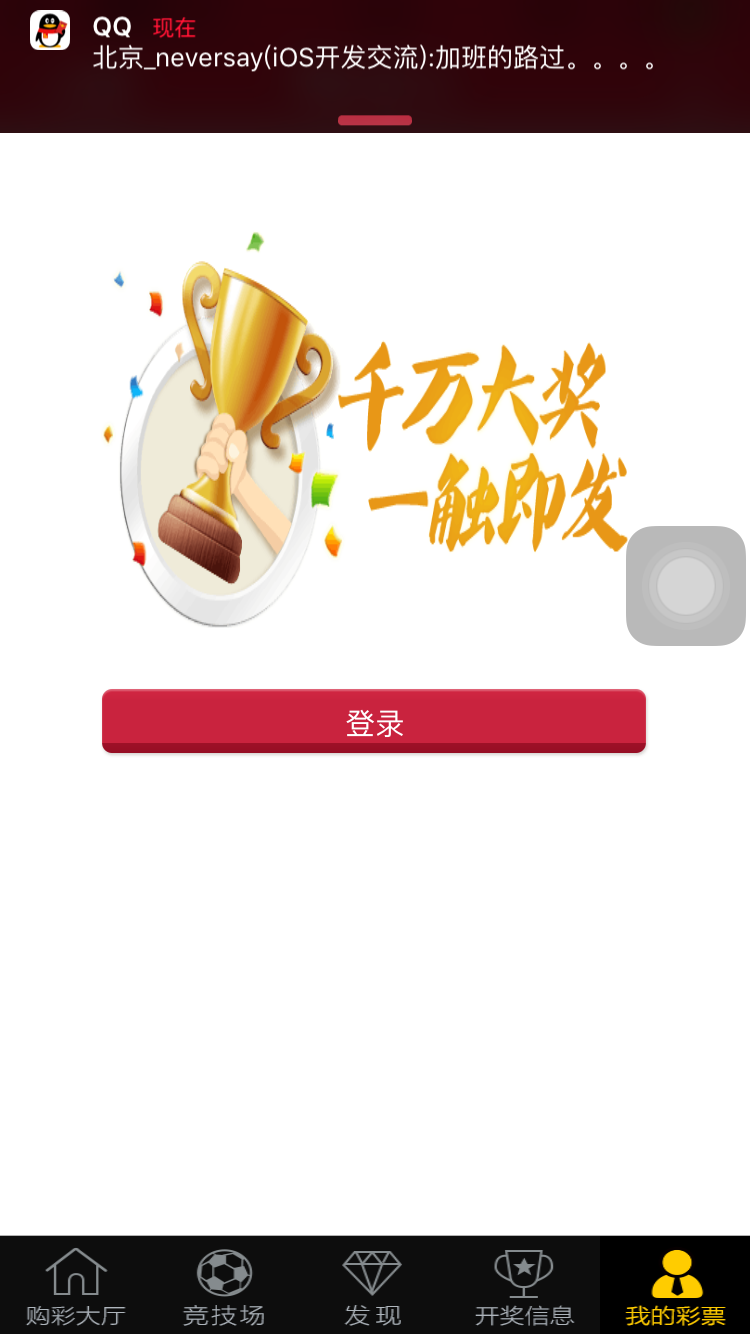 QQ 现在
北京_neversay(iOS开发交流):加班的路过。。。。
千万大奖
一触即发
登录
购彩大厅 竞技场 发现 开奖信息 我的彩票